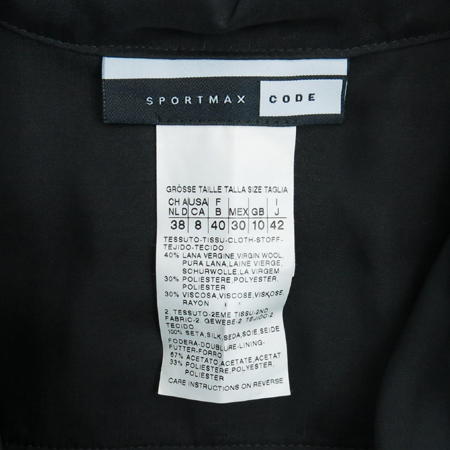 SPORTMAX CODE
GRÖSSE TAILLE TALLA SIZE TAGLIA
CH A USA F I
NL D CA B MEX GB J
38 8 40 30 10 42
TESSUTO-TISSU-CLOTH-STOFF-
TEJIDO-TECIDO
40% LANA VERGINE, VIRGIN WOOL,
PURA LANA, LAINE VIERGE,
SCHURWOLLE, LA VIRGEM
30% POLIESTERE, POLYESTER,
POLIESTER
30% VISCOSA, VISCOSE, VISKOSE,
RAYON
2. TESSUTO-2EME TISSU-2ND
FABRIC-2. GEWEBE-2 TEJIDO-2
TECIDO
100% SETA, SILK, SEDA, SOIE, SEIDE
FODERA-DOUBLURE-LINING-
FUTTER-FORRO
67% ACETATO, ACETATE, ACETAT
33% POLIESTERE, POLYESTER,
POLIESTER
CARE INSTRUCTIONS ON REVERSE